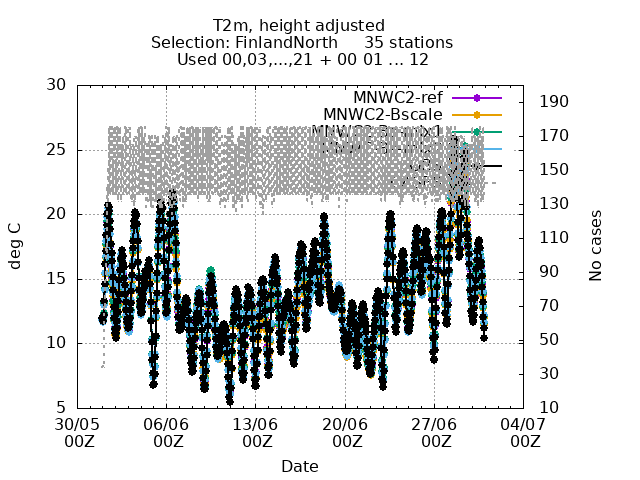 T2m, height adjusted
Selection: FinlandNorth 35 stations
Used 00,03,...,21 + 00 01 ... 12
30 25 20 15 10 5
deg C
190 170 150 130 110 90 70 50 30 10
No cases
MNWC2-ref
MNWC2-Bscale
30/05 06/06 13/06 20/06 27/06 04/07
00Z 00Z 00Z 00Z 00Z 00Z
Date